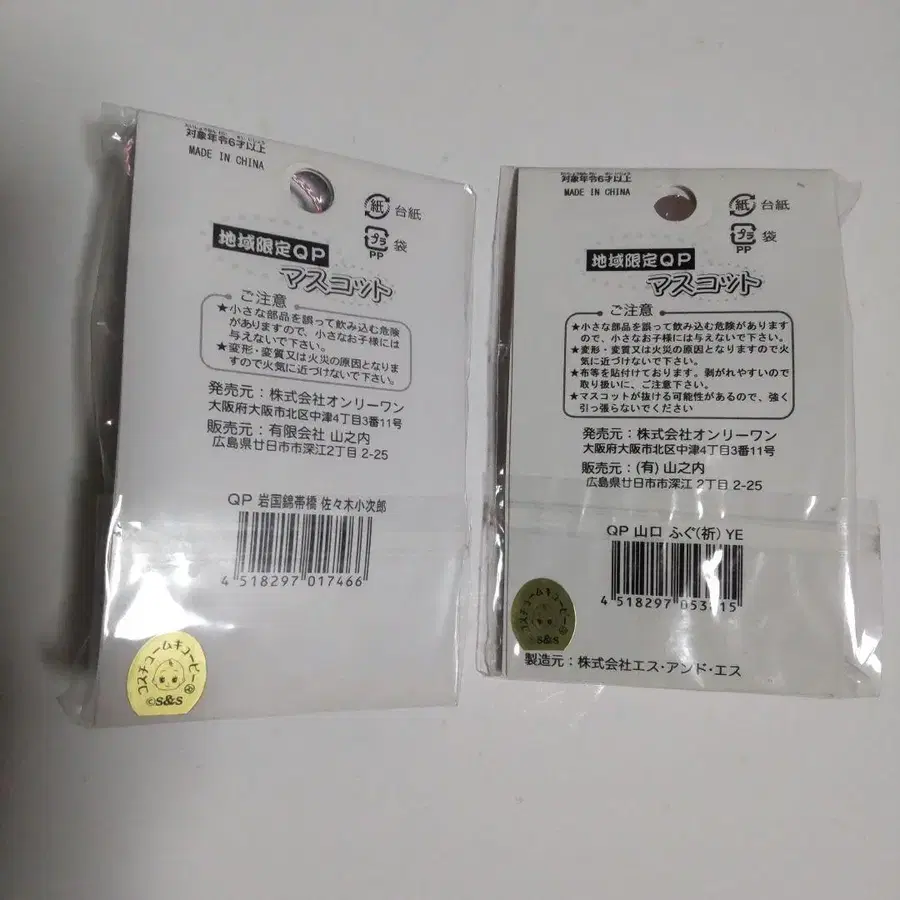 対象年令6才以上
MADE IN CHINA
紙 台紙
プラ 袋
PP
地域限定QP
マスコット
ご注意
★小さな部品を誤って飲み込む危険
がありますので、小さなお子様には
与えないで下さい。
★変形・変質又は火災の原因となりま
すので火気に近づけないで下さい。
発売元：株式会社オンリーワン
大阪府大阪市北区中津4丁目3番11号
販売元：有限会社 山之内
広島県廿日市市深江2丁目 2-25
QP 岩国錦帯橋 佐々木小次郎
4 518297 017466
コスチュームキューピー
©S&S
対象年令6才以上
MADE IN CHINA
紙 台紙
プラ 袋
PP
地域限定QP
マスコット
ご注意
★小さな部品を誤って飲み込む危険があります
ので、小さなお子様には与えないで下さい。
★変形・変質又は火災の原因となりますので火
気に近づけないで下さい。
★布等を貼付けております。剥がれやすいので
取り扱いに、ご注意下さい。
★マスコットが抜ける可能性があるので、強く
引っ張らないでください
発売元：株式会社オンリーワン
大阪府大阪市北区中津4丁目3番11号
販売元：(有) 山之内
広島県廿日市市深江 2丁目 2-25
QP 山口 ふぐ(祈) YE
4 518297
コスチュームキューピー
©S&S
製造元：株式会社エス・アンド・エス